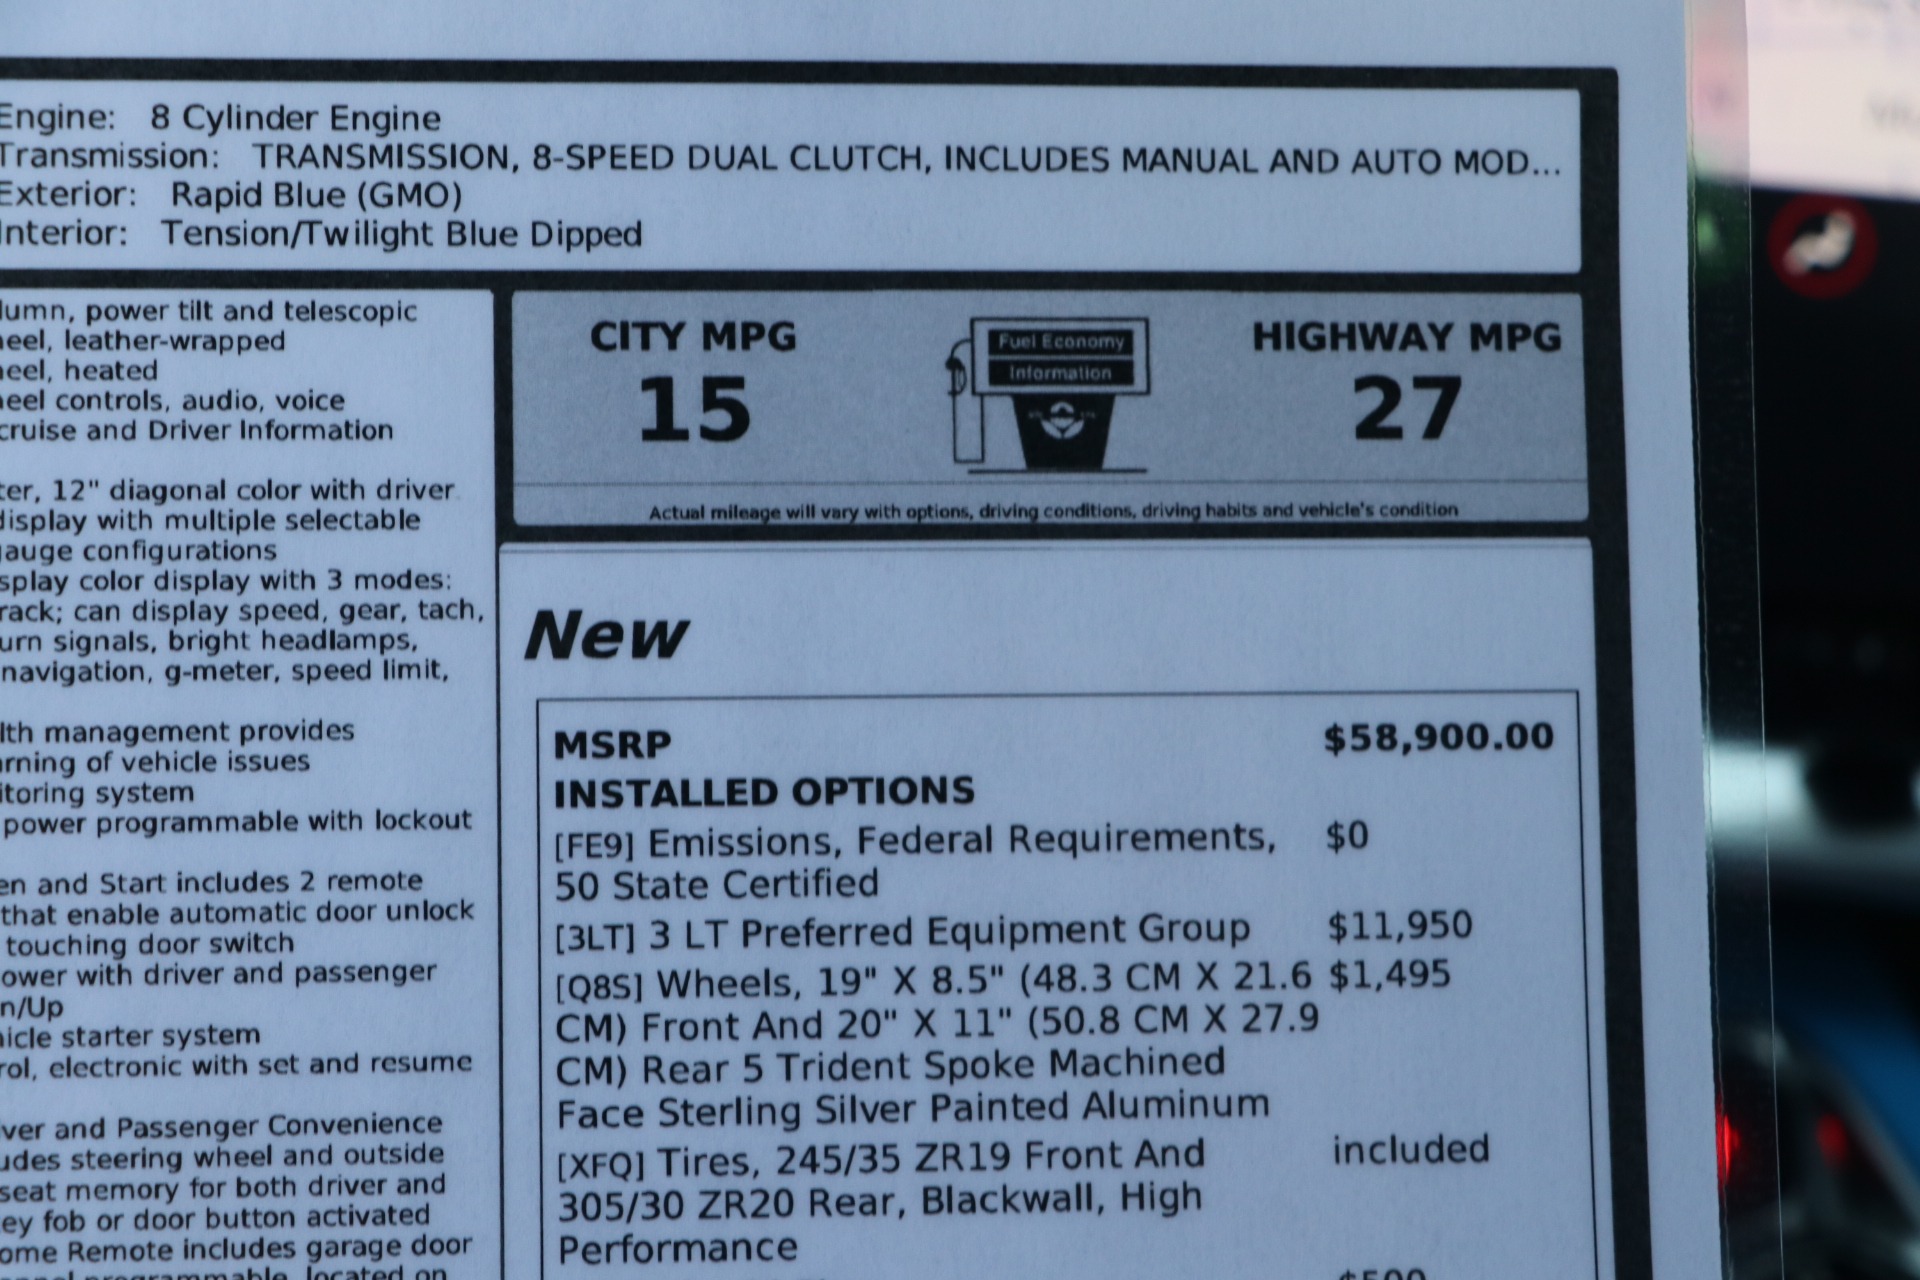 Engine: 8 Cylinder Engine
Transmission: TRANSMISSION, 8-SPEED DUAL CLUTCH, INCLUDES MANUAL AND AUTO MOD...
Exterior: Rapid Blue (GMO)
Interior: Tension/Twilight Blue Dipped
lumn, power tilt and telescopic
eel, leather-wrapped
eel, heated
eel controls, audio, voice
cruise and Driver Information
ter, 12" diagonal color with driver
display with multiple selectable
gauge configurations
splay color display with 3 modes:
rack; can display speed, gear, tach,
urn signals, bright headlamps,
navigation, g-meter, speed limit,
lth management provides
arning of vehicle issues
itoring system
power programmable with lockout
en and Start includes 2 remote
that enable automatic door unlock
touching door switch
ower with driver and passenger
n/Up
hicle starter system
rol, electronic with set and resume
iver and Passenger Convenience
udes steering wheel and outside
seat memory for both driver and
ey fob or door button activated
ome Remote includes garage door
programmable, located on
CITY MPG
15
Fuel Economy
Information
HIGHWAY MPG
27
Actual mileage will vary with options, driving conditions, driving habits and vehicle's condition
New
MSRP $58,900.00
INSTALLED OPTIONS
[FE9] Emissions, Federal Requirements, $0
50 State Certified
[3LT] 3 LT Preferred Equipment Group $11,950
[Q8S] Wheels, 19" X 8.5" (48.3 CM X 21.6 $1,495
CM) Front And 20" X 11" (50.8 CM X 27.9
CM) Rear 5 Trident Spoke Machined
Face Sterling Silver Painted Aluminum
[XFQ] Tires, 245/35 ZR19 Front And included
305/30 ZR20 Rear, Blackwall, High
Performance
$500